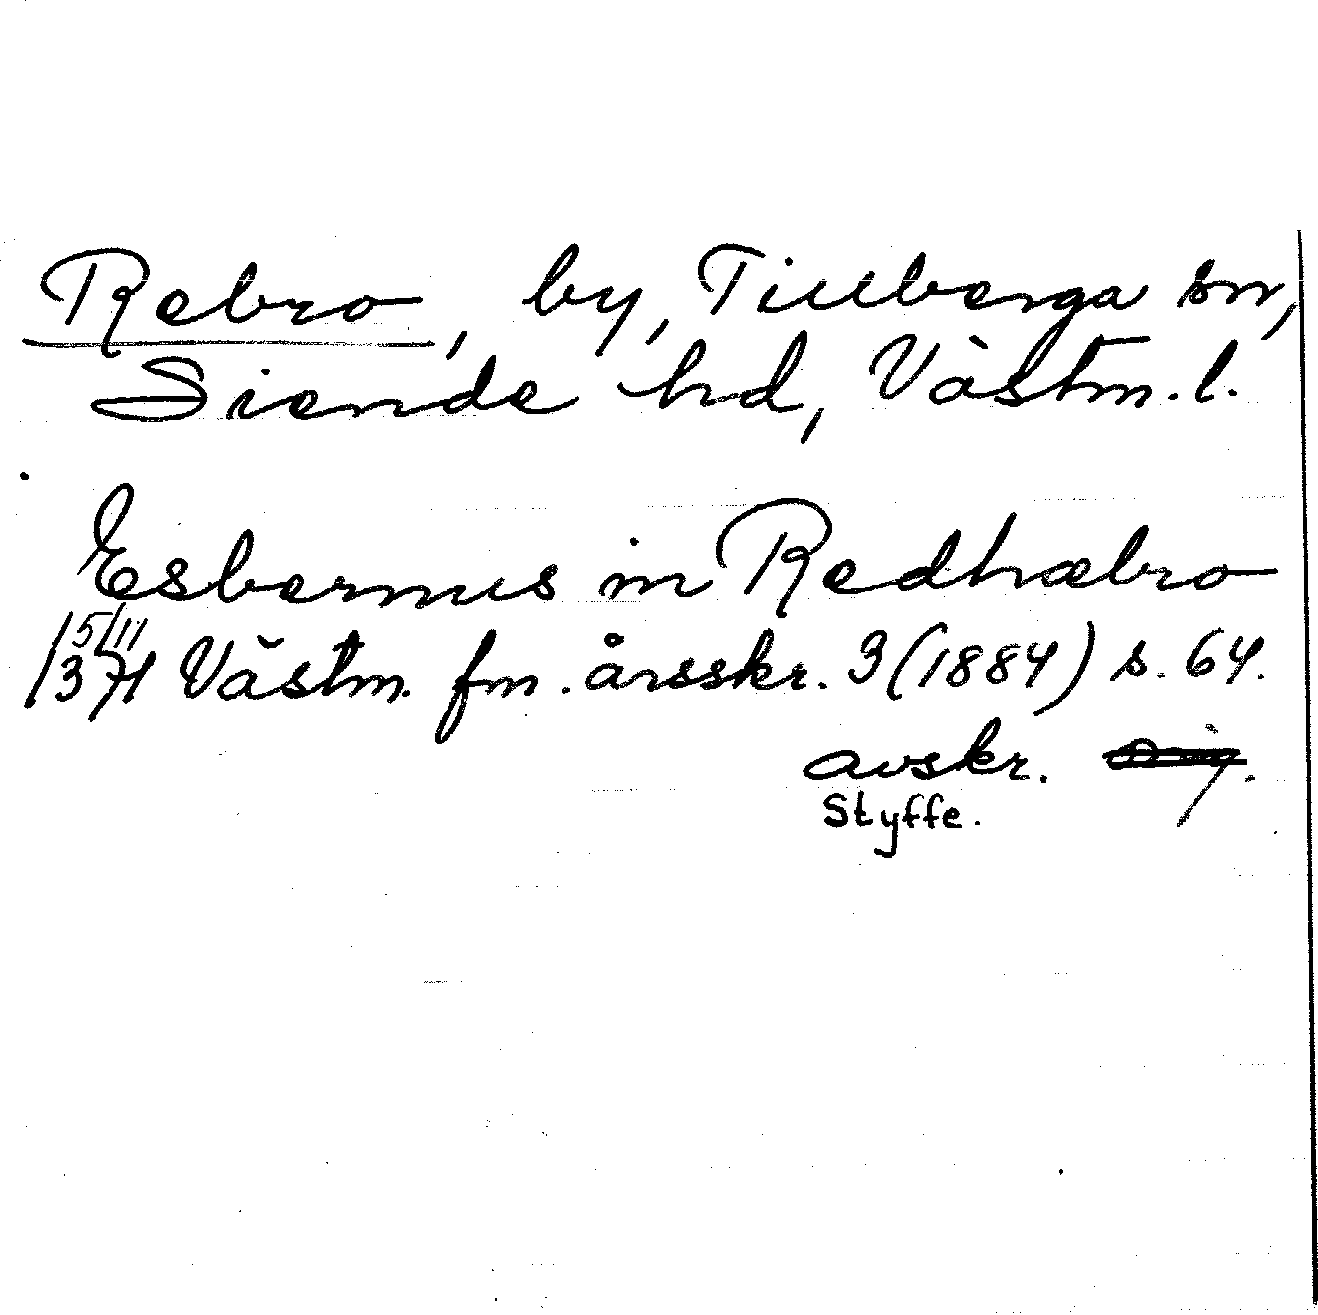 Rebro, by, Tillberga sn,
Siende hd, Västm. l.
Esbernus in Redhæbro
15/11
1371 Västm. fm. årsskr. 3 (1884) s. 64.
avskr.
Styffe.